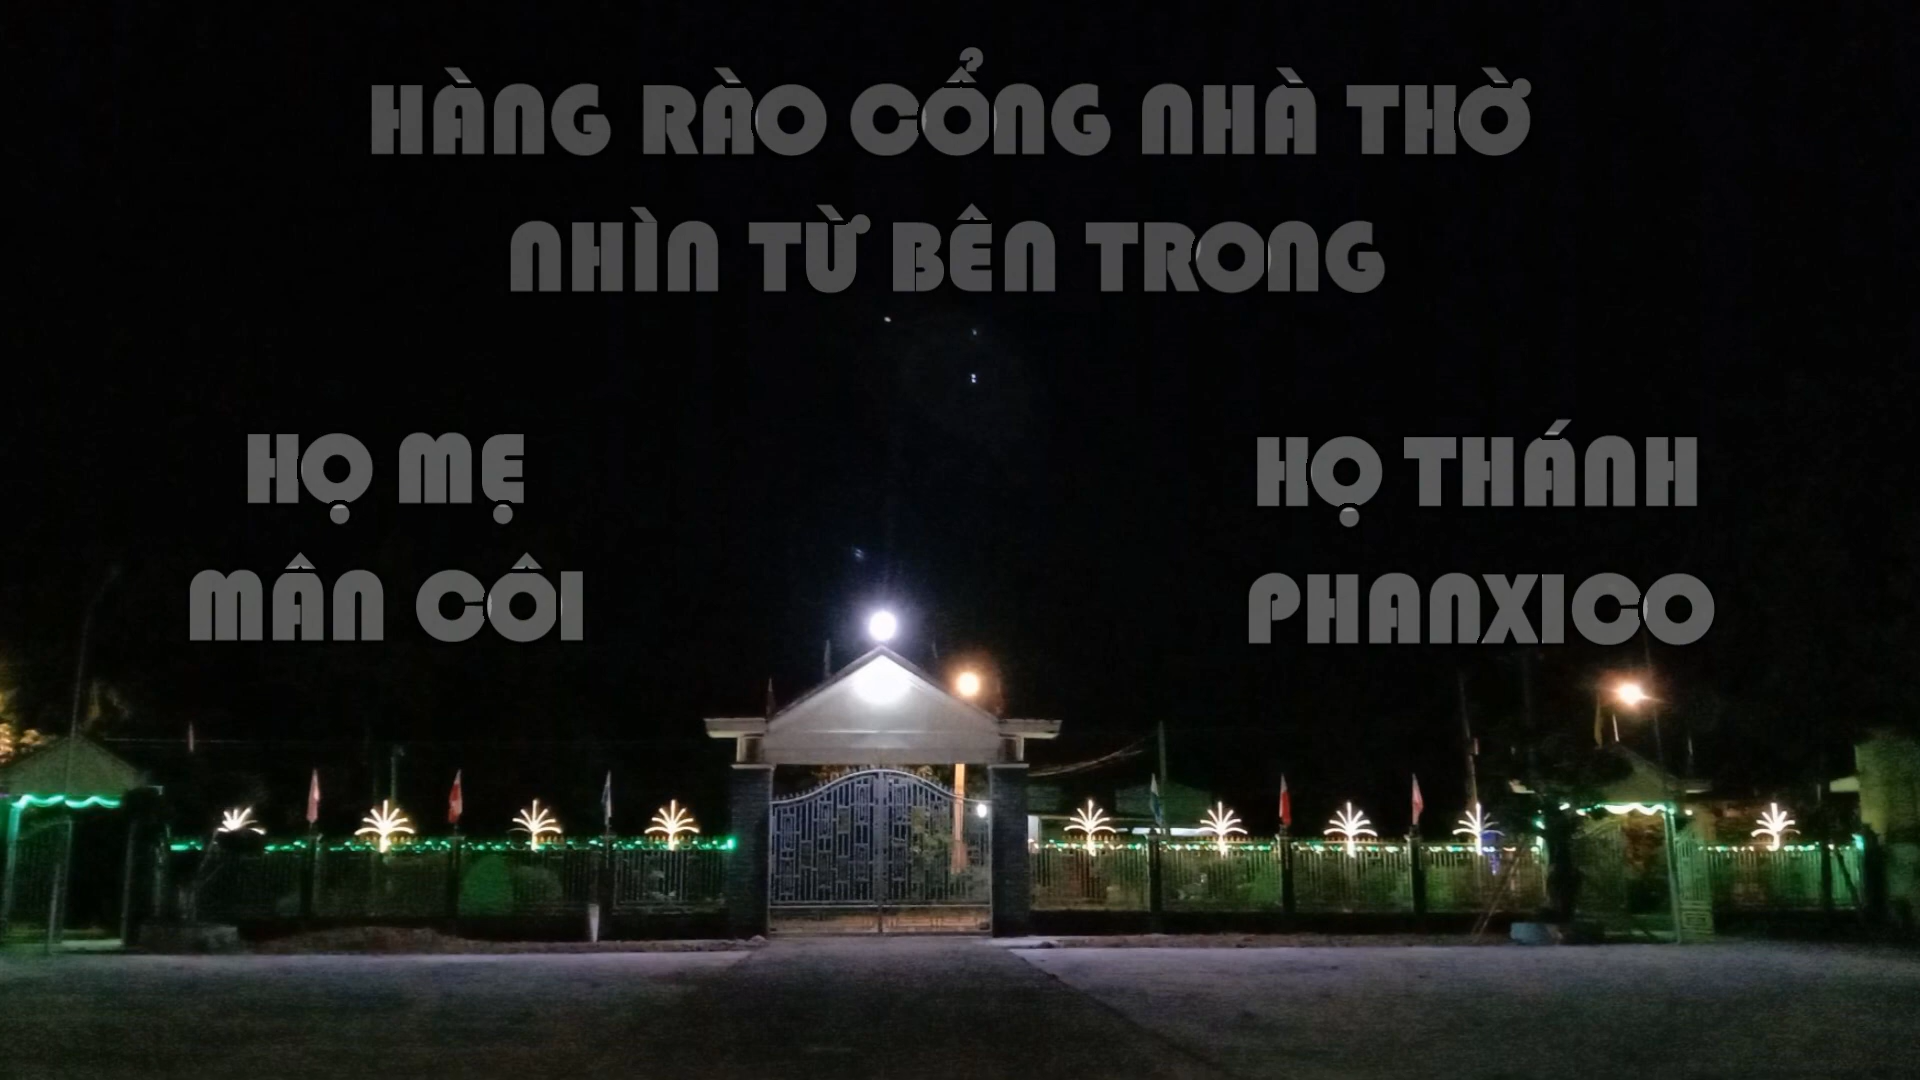 HÀNG RÀO CỔNG NHÀ THỜ
NHÌN TỪ BÊN TRONG
HỌ MẸ
MÂN CÔI
HỌ THÁNH
PHANXICO